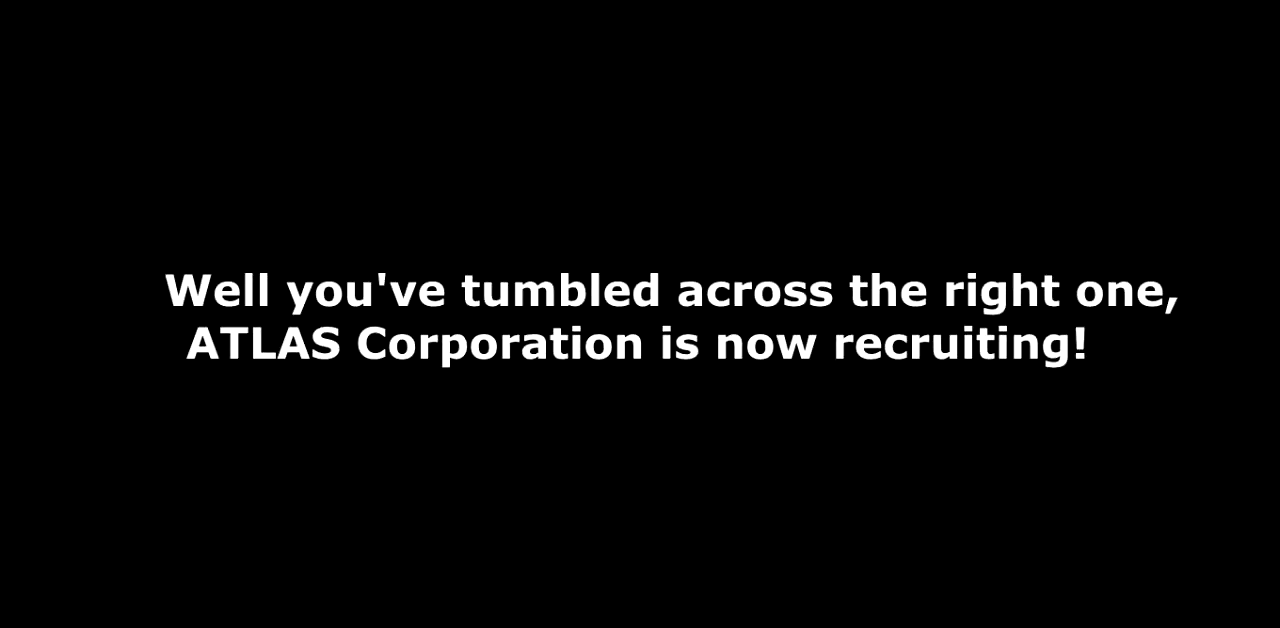 Well you've tumbled across the right one,
ATLAS Corporation is now recruiting!